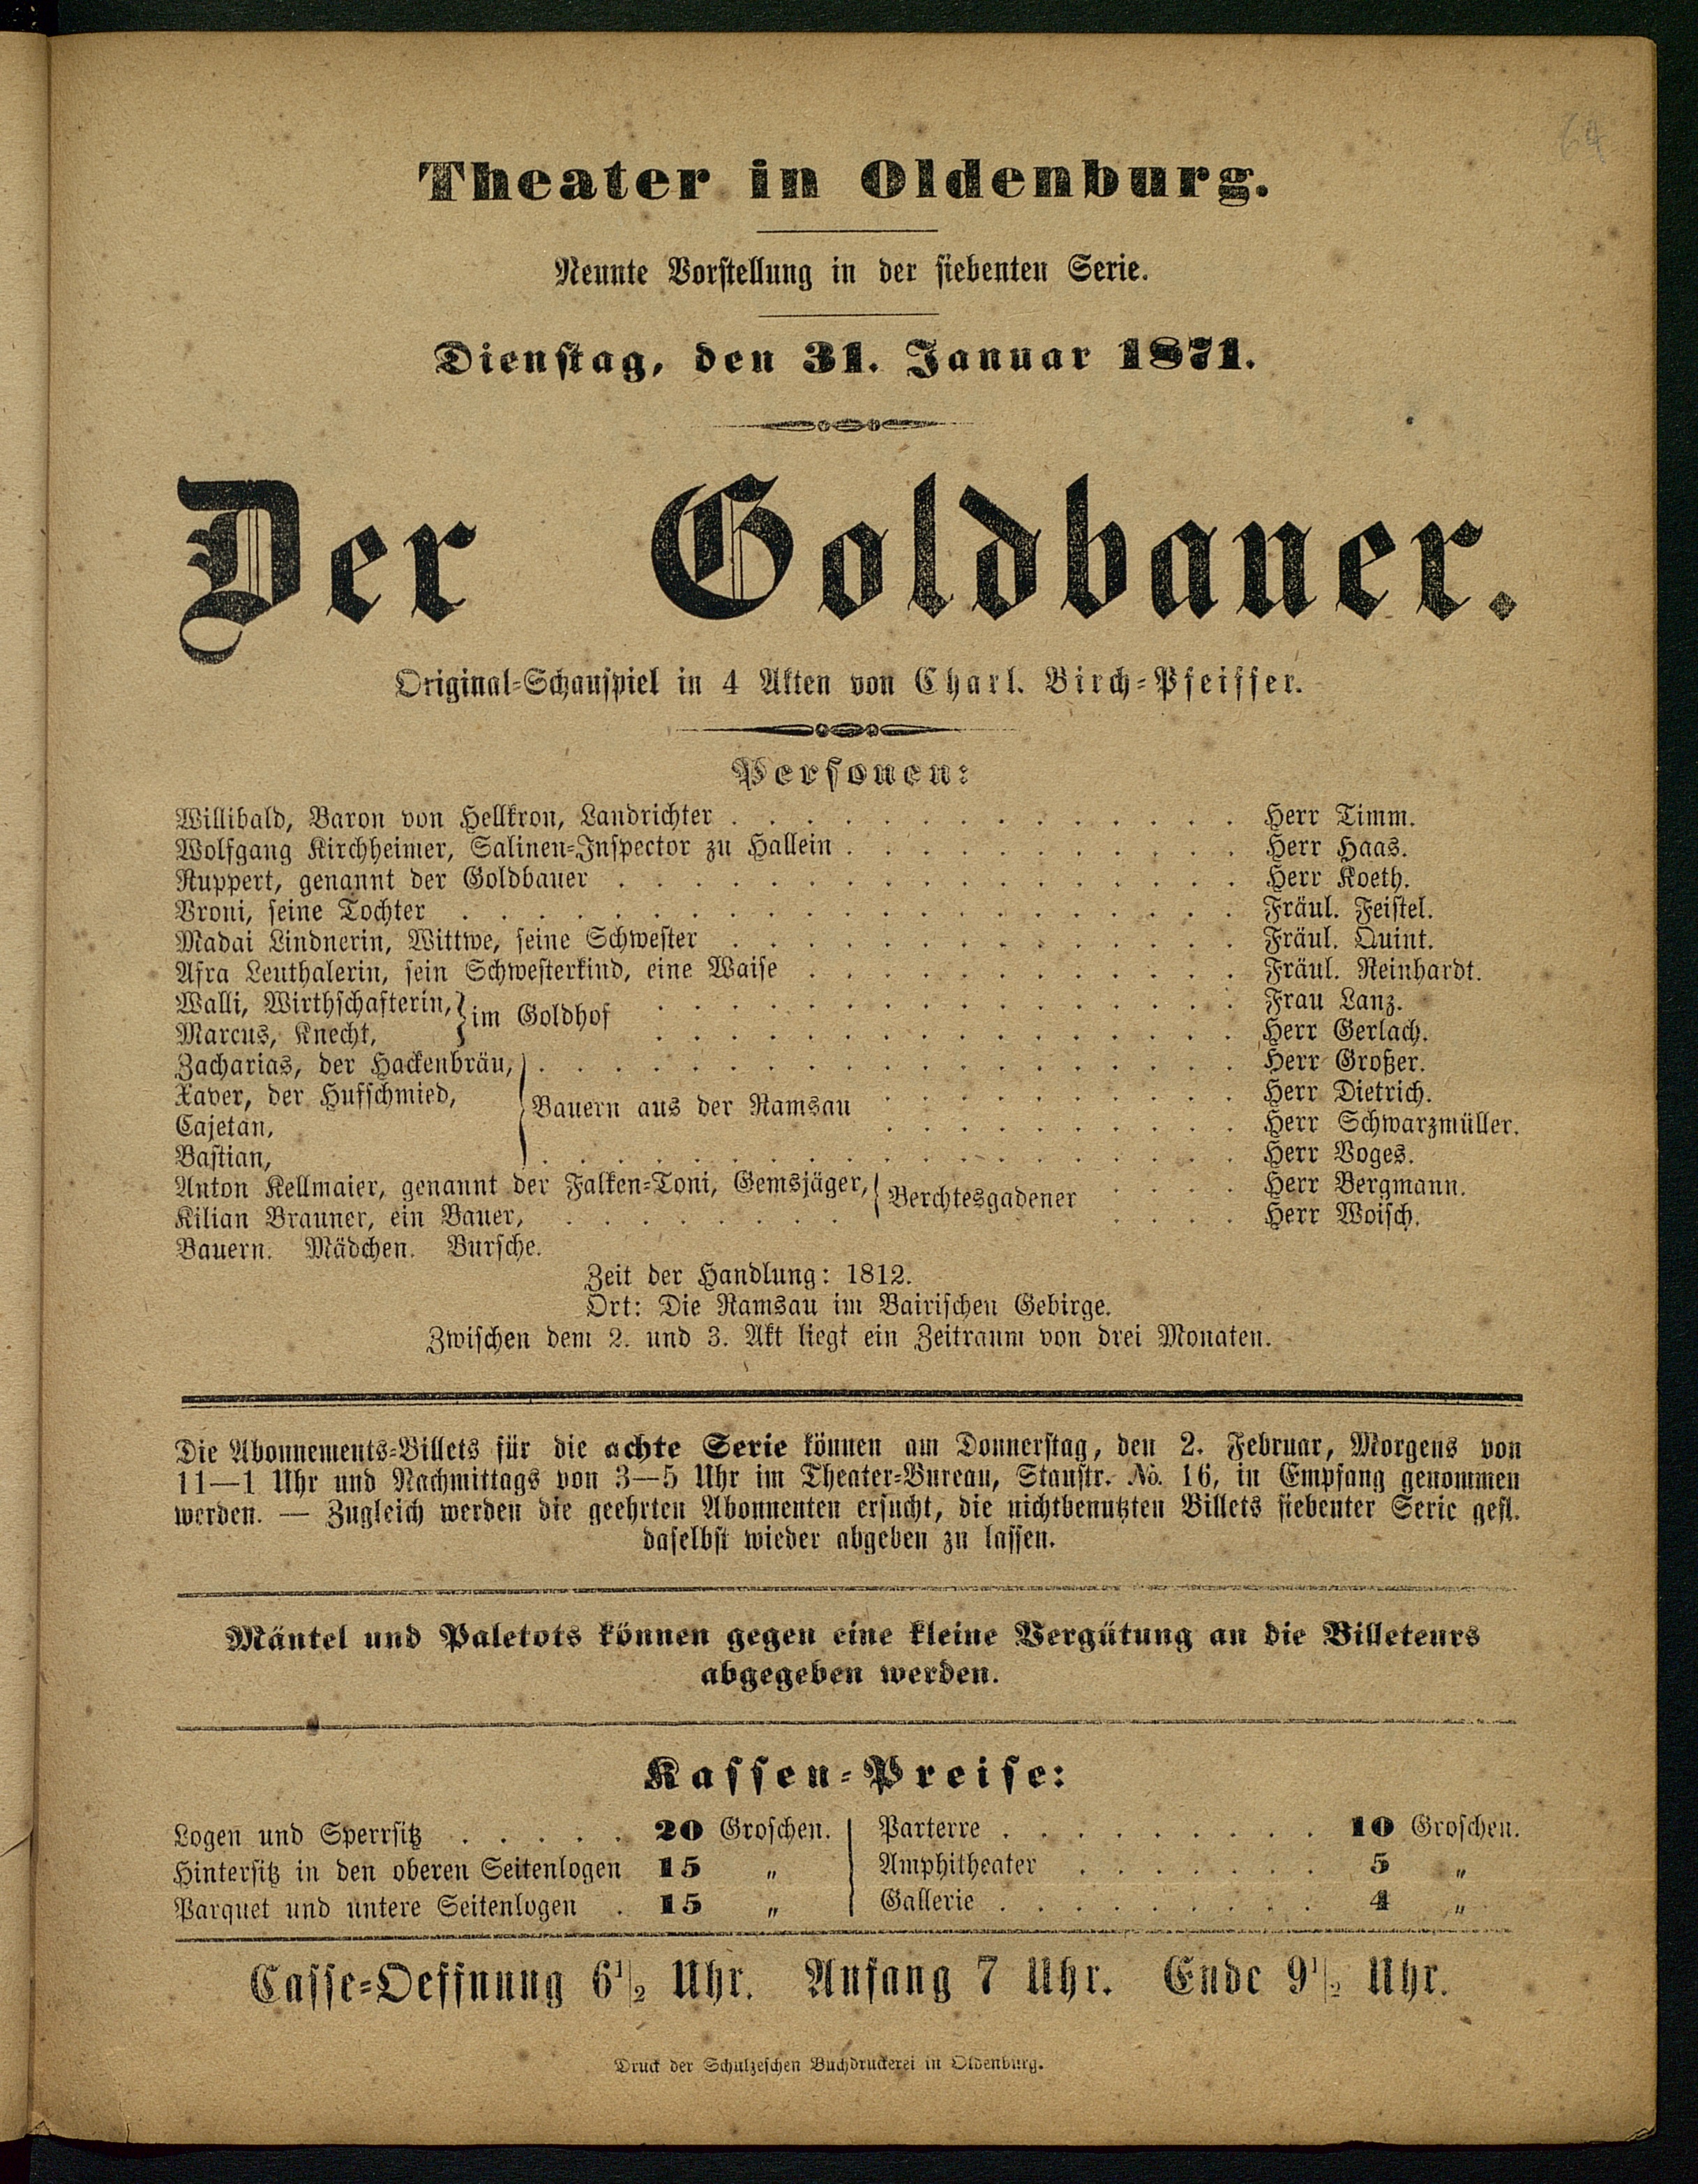 64
Theater in Oldenburg.
Neunte Vorstellung in der siebenten Serie.
Dienstag, den 31. Januar 1871.
Der Goldbauer.
Original-Schauspiel in 4 Akten von Charl. Birch-Pfeiffer.
Personen:
Willibald, Baron von Hellkron, Landrichter . . . . . . . . . . . . . . Herr Timm.
Wolfgang Kirchheimer, Salinen-Inspector zu Hallein . . . . . . . . . . . Herr Haas.
Ruppert, genannt der Goldbauer . . . . . . . . . . . . . . . . . Herr Koeth.
Vroni, seine Tochter . . . . . . . . . . . . . . . . . . . . . Fräul. Feistel.
Madai Lindnerin, Wittwe, seine Schwester . . . . . . . . . . . . . . Fräul. Quint.
Afra Leuthalerin, sein Schwesterkind, eine Waise . . . . . . . . . . . . Fräul. Reinhardt.
Walli, Wirthschafterin, } im Goldhof . . . . . . . . . . . . . . . . Frau Lanz.
Marcus, Knecht, . . . . . . . . . . . . . . . . Herr Gerlach.
Zacharias, der Hackenbräu, } . . . . . . . . . . . . . . . . . . . Herr Großer.
Xaver, der Hufschmied, Bauern aus der Ramsau . . . . . . . . . . Herr Dietrich.
Cajetan, . . . . . . . . . . Herr Schwarzmüller.
Bastian, . . . . . . . . . . . . . . . . . . . Herr Voges.
Anton Kellmaier, genannt der Falken-Toni, Gemsjäger, { Berchtesgadener . . . . Herr Bergmann.
Kilian Brauner, ein Bauer, . . . . . . . . . . . . Herr Woisch.
Bauern. Mädchen. Bursche.
Zeit der Handlung: 1812.
Ort: Die Ramsau im Bairischen Gebirge.
Zwischen dem 2. und 3. Akt liegt ein Zeitraum von drei Monaten.
Die Abonnements-Billets für die achte Serie können am Donnerstag, den 2. Februar, Morgens von
11—1 Uhr und Nachmittags von 3—5 Uhr im Theater-Bureau, Staustr. No. 16, in Empfang genommen
werden. — Zugleich werden die geehrten Abonnenten ersucht, die nichtbenutzten Billets siebenter Serie gefl.
daselbst wieder abgeben zu lassen.
Mäntel und Paletots können gegen eine kleine Vergütung an die Billeteurs
abgegeben werden.
Kassen-Preise:
Logen und Sperrsitz . . . . . 20 Groschen. | Parterre . . . . . . . . . 10 Groschen.
Hintersitz in den oberen Seitenlogen 15 „ | Amphitheater . . . . . . . 5 „
Parquet und untere Seitenlogen . 15 „ | Gallerie . . . . . . . . . 4 „
Casse-Oeffnung 6 1/2 Uhr. Anfang 7 Uhr. Ende 9 1/2 Uhr.
Druck der Schulzeschen Buchdruckerei in Oldenburg.